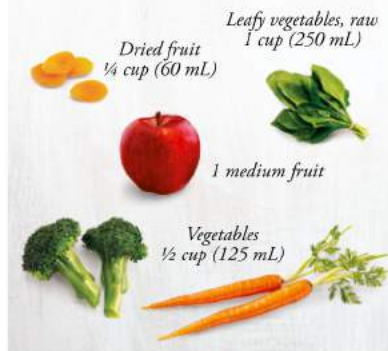 Leafy vegetables, raw
1 cup (250 mL)
Dried fruit
¼ cup (60 mL)
1 medium fruit
Vegetables
½ cup (125 mL)